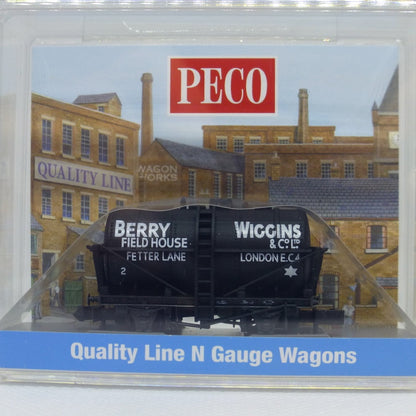 PECO
QUALITY LINE
WAGON
WORKS
BERRY WIGGINS
FIELD HOUSE & CO LTD
FETTER LANE LONDON E.C.4
2
Quality Line N Gauge Wagons